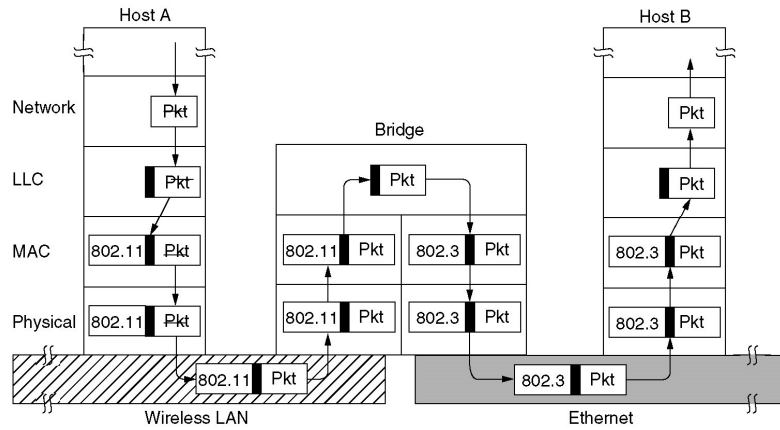 Host A
Host B
Network
Pkt
Pkt
Bridge
LLC
Pkt
Pkt
Pkt
MAC
802.11 Pkt
802.11 Pkt
802.3 Pkt
802.3 Pkt
Physical
802.11 Pkt
802.11 Pkt
802.3 Pkt
802.3 Pkt
802.11 Pkt
802.3 Pkt
Wireless LAN
Ethernet